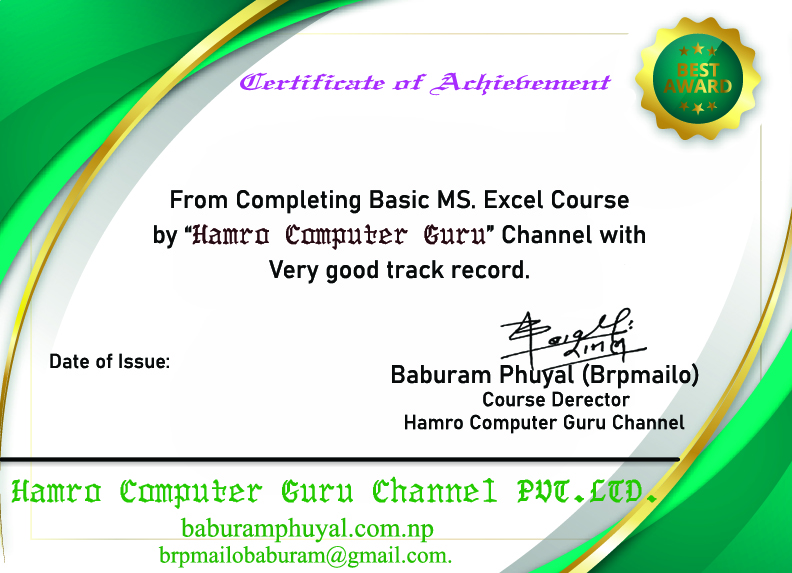 Certificate of Achievement
BEST
AWARD
From Completing Basic MS. Excel Course
by “Hamro Computer Guru” Channel with
Very good track record.
Date of Issue:
Baburam Phuyal (Brpmailo)
Course Derector
Hamro Computer Guru Channel
Hamro Computer Guru Channel PVT.LTD.
baburamphuyal.com.np
brpmailobaburam@gmail.com.